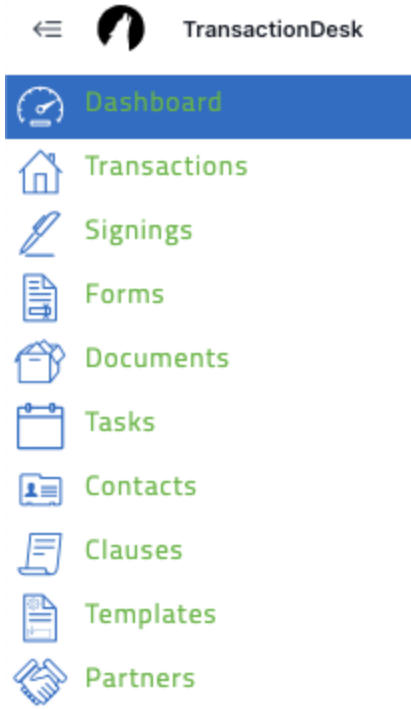 TransactionDesk
Dashboard
Transactions
Signings
Forms
Documents
Tasks
Contacts
Clauses
Templates
Partners